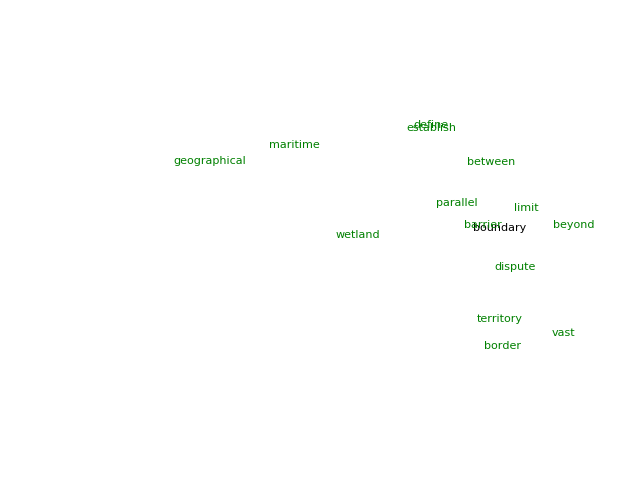 define
establish
maritime
geographical
between
parallel
limit
barrier
beyond
boundary
wetland
dispute
territory
vast
border